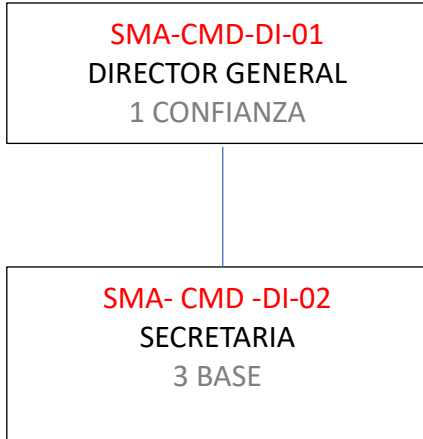 SMA-CMD-DI-01
DIRECTOR GENERAL
1 CONFIANZA
SMA- CMD -DI-02
SECRETARIA
3 BASE